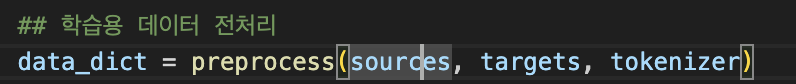 ## 학습용 데이터 전처리
data_dict = preprocess(sources, targets, tokenizer)